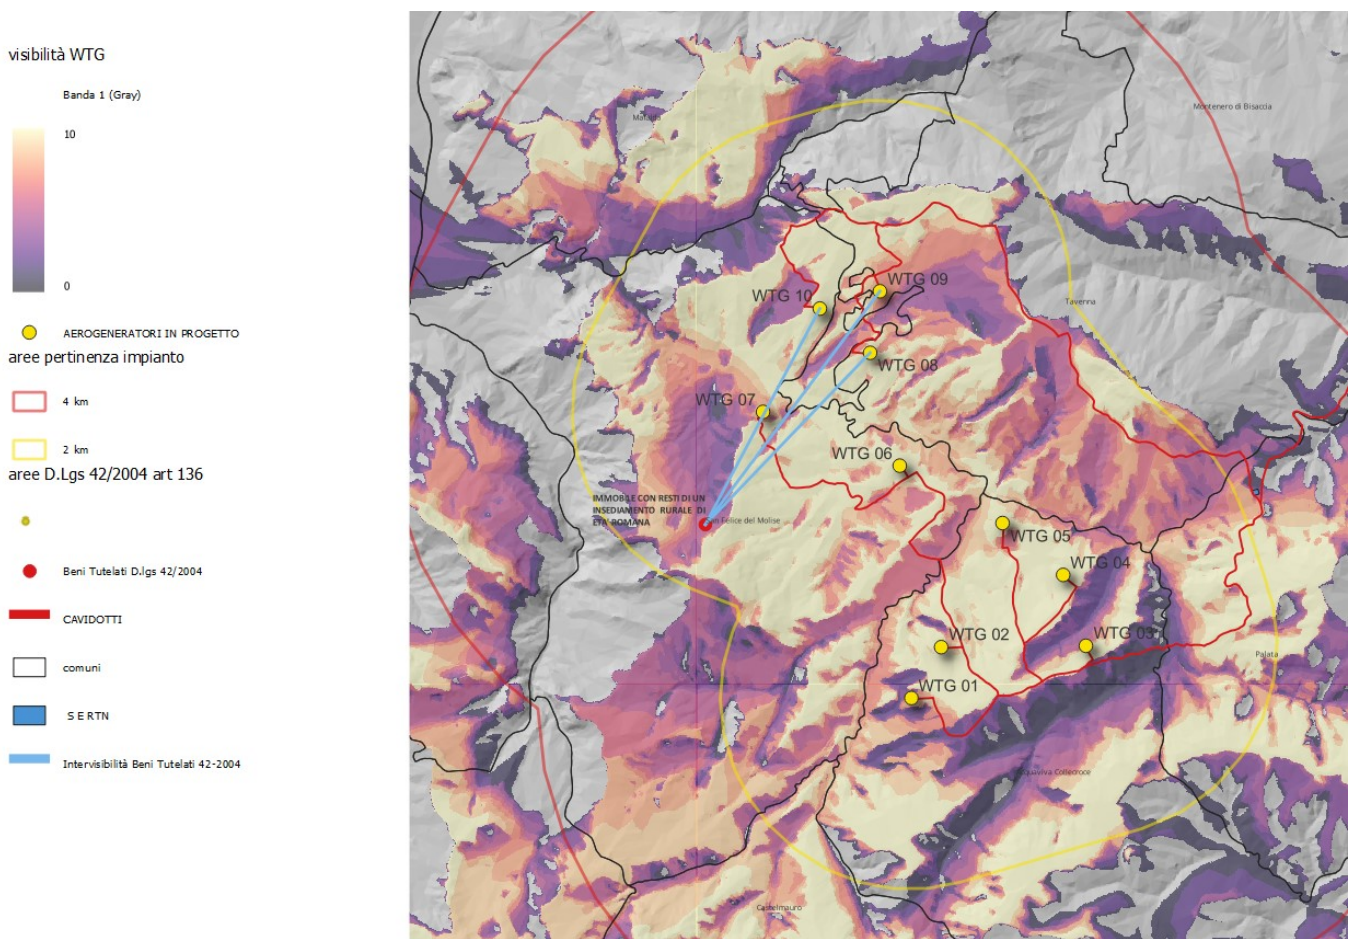 visibilità WTG
Banda 1 (Gray)
10
0
AEROGENERATORI IN PROGETTO
aree pertinenza impianto
4 km
2 km
aree D.Lgs 42/2004 art 136
Beni Tutelati D.lgs 42/2004
CAVIDOTTI
comuni
S E RTN
Intervisibilità Beni Tutelati 42-2004
Montenero di Bisaccia
Mafalda
WTG 09
WTG 10
Taverna
WTG 08
WTG 07
WTG 06
IMMOBILE CON RESTI DI UN
INSEDIAMENTO RURALE DI
ETA' ROMANA
San Felice del Molise
WTG 05
WTG 04
WTG 02
WTG 03
Palata
WTG 01
Acquaviva Collecroce
Castelmauro